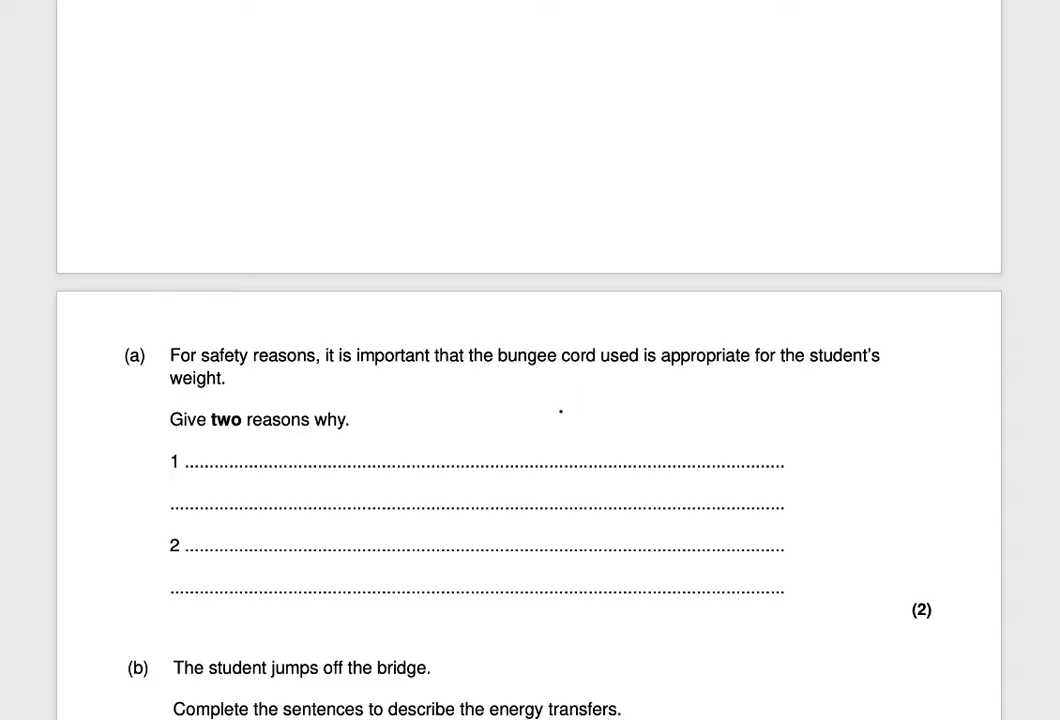 (a) For safety reasons, it is important that the bungee cord used is appropriate for the student's
weight.
Give two reasons why.
1 ....................................................................................................................
....................................................................................................................
2 ....................................................................................................................
....................................................................................................................
(2)
(b) The student jumps off the bridge.
Complete the sentences to describe the energy transfers.